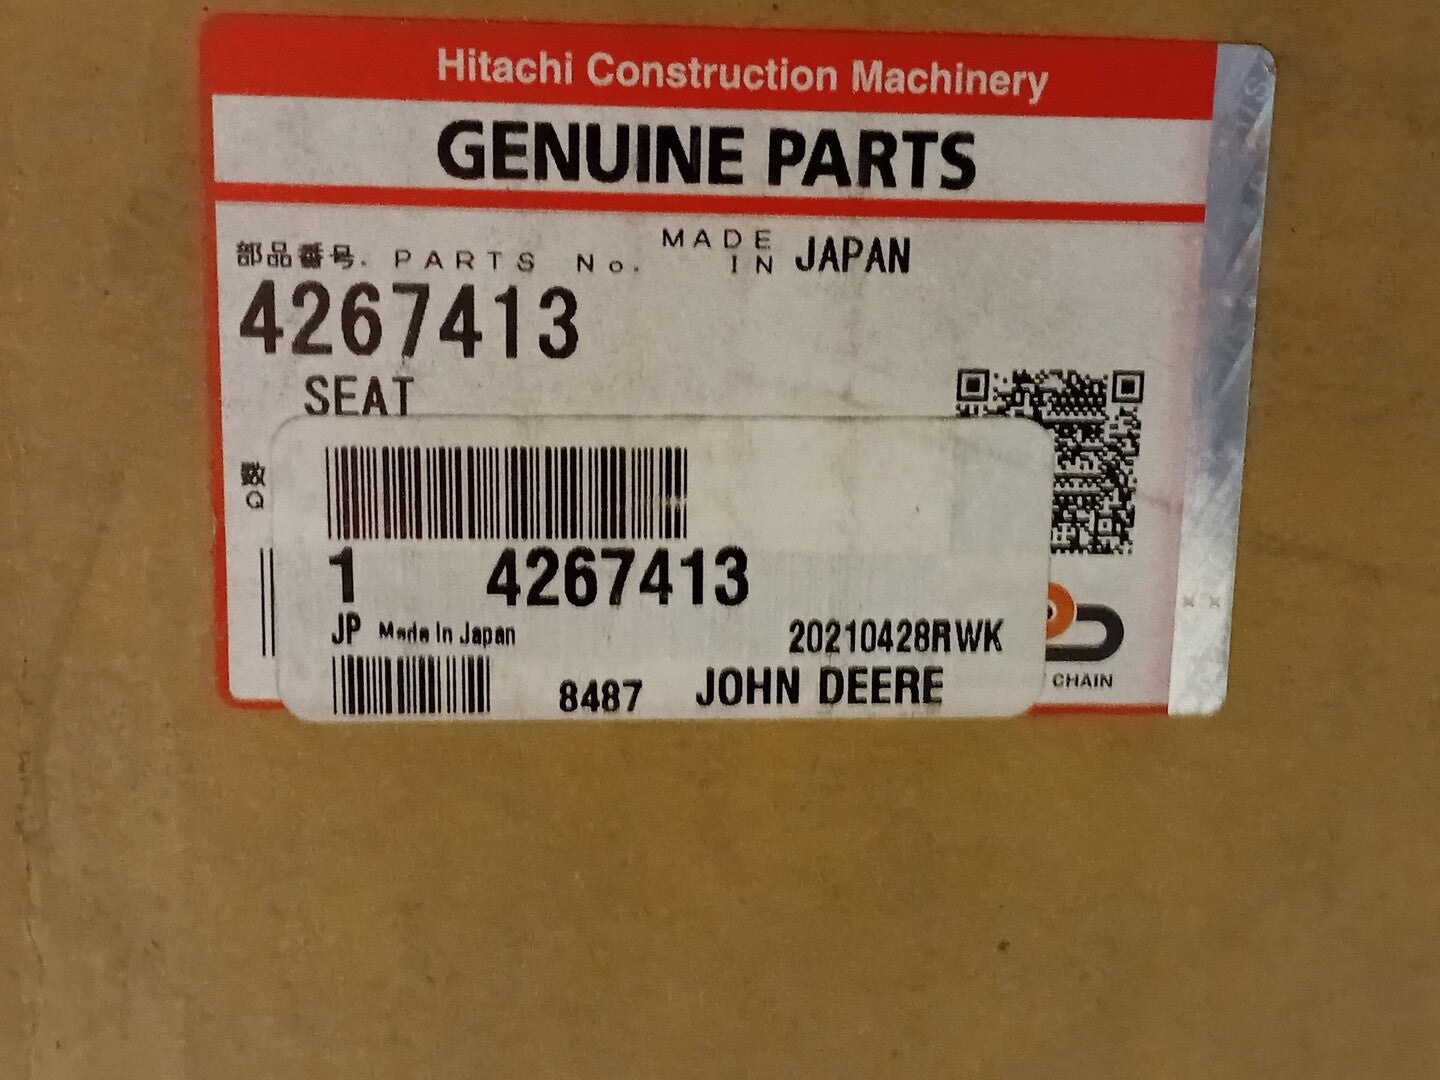 Hitachi Construction Machinery
GENUINE PARTS
部品番号. PARTS No.
MADE IN JAPAN
4267413
SEAT
数
Q
1 4267413
JP Made In Japan 20210428RWK
8487 JOHN DEERE
CHAIN